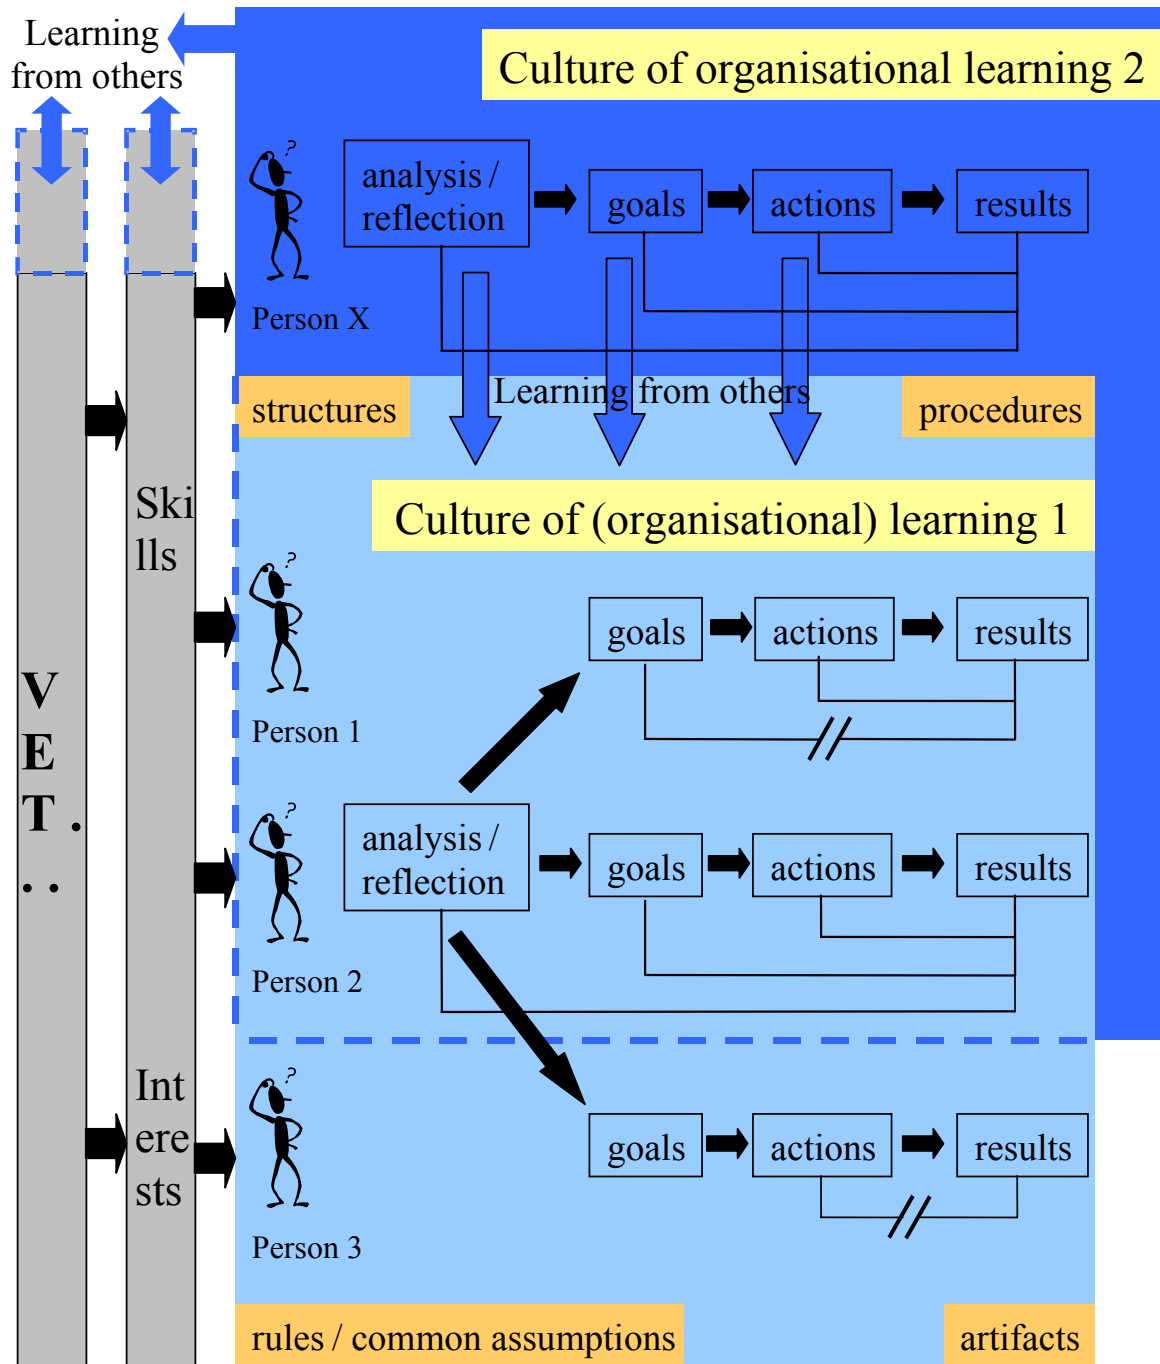 Learning
from others
Culture of organisational learning 2
?
analysis /
reflection
goals
actions
results
Person X
Learning from others
structures
procedures
Culture of (organisational) learning 1
Ski
lls
?
goals
actions
results
Person 1
V
E
T .
. .
?
analysis /
reflection
goals
actions
results
Person 2
Int
ere
sts
?
goals
actions
results
Person 3
rules / common assumptions
artifacts